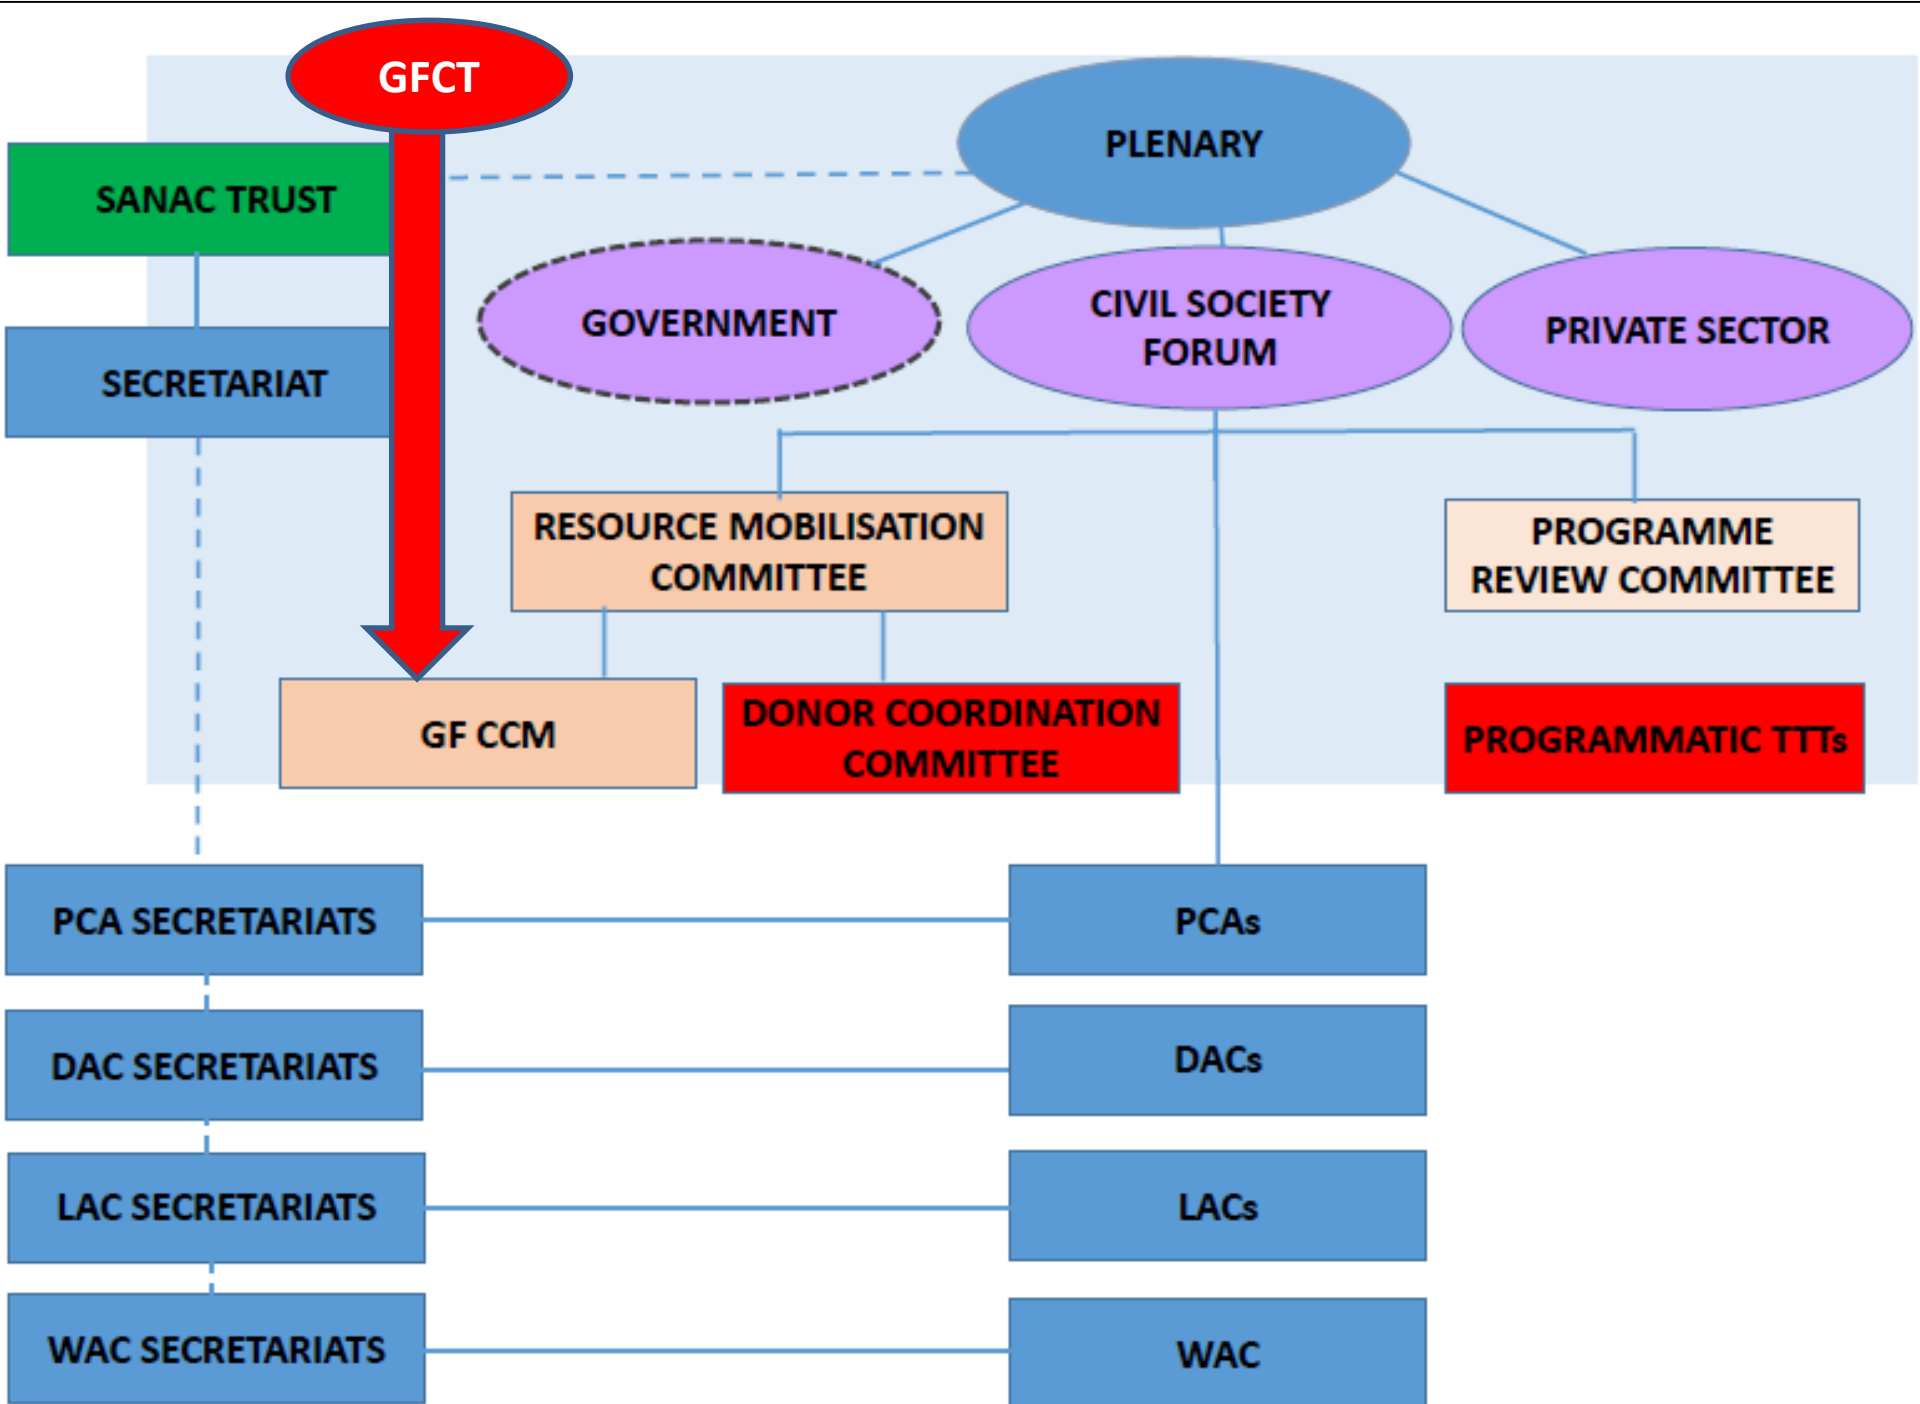 GFCT
PLENARY
SANAC TRUST
GOVERNMENT
CIVIL SOCIETY
FORUM
PRIVATE SECTOR
SECRETARIAT
RESOURCE MOBILISATION
COMMITTEE
PROGRAMME
REVIEW COMMITTEE
GF CCM
DONOR COORDINATION
COMMITTEE
PROGRAMMATIC TTTs
PCA SECRETARIATS
PCAs
DAC SECRETARIATS
DACs
LAC SECRETARIATS
LACs
WAC SECRETARIATS
WAC